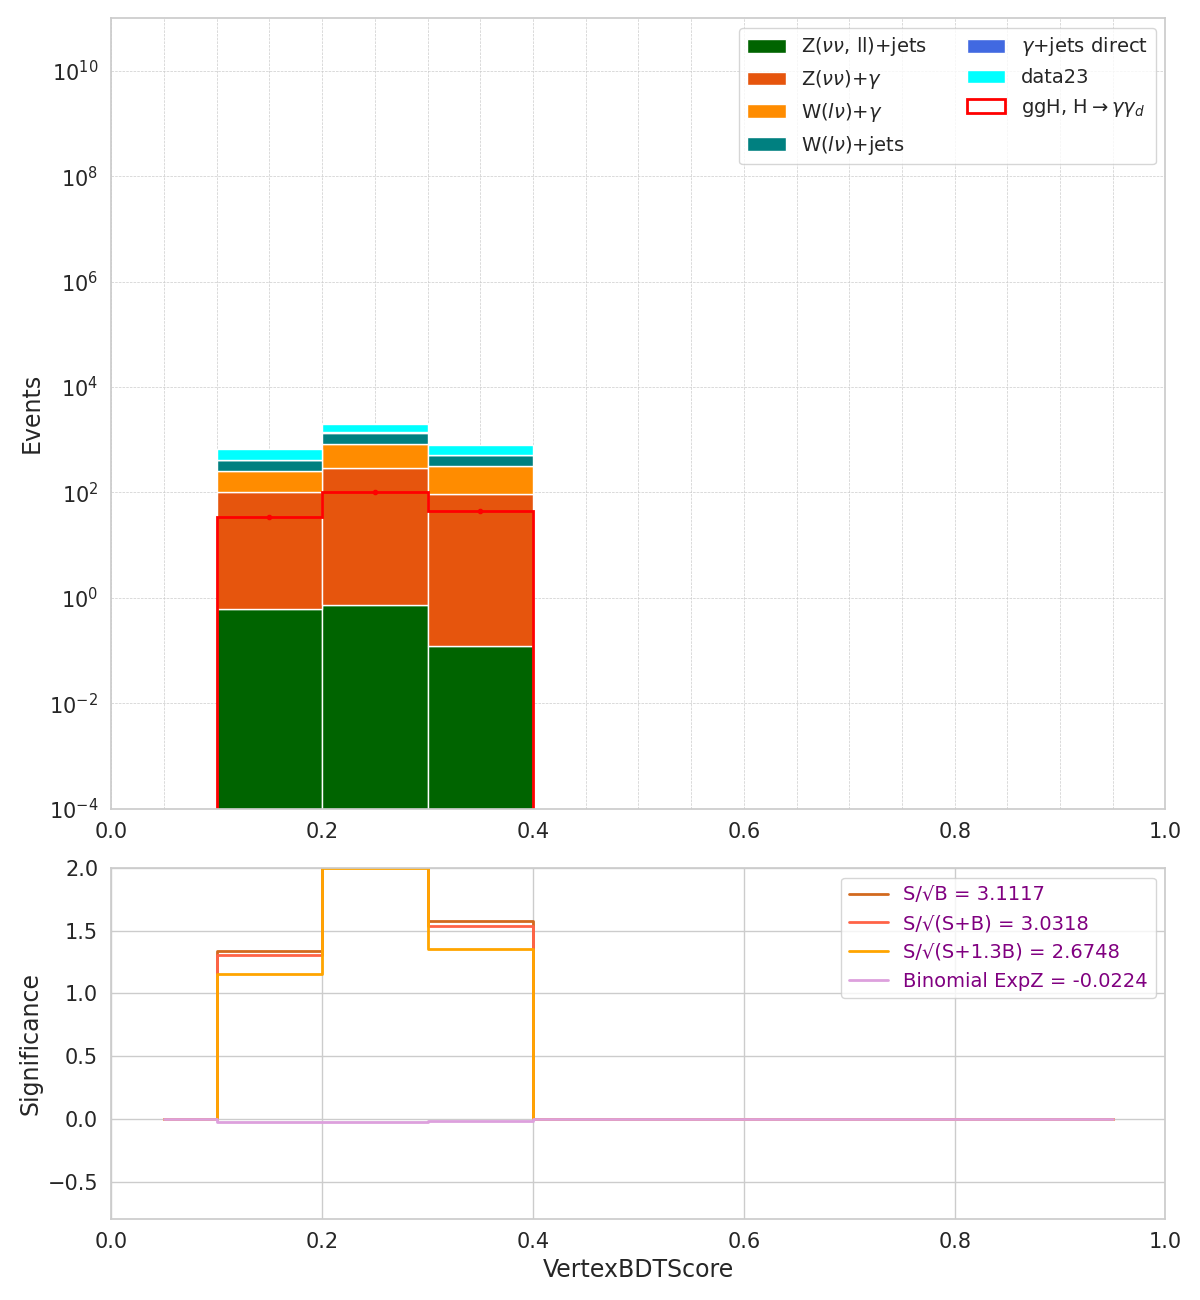 Events
10^10
10^8
10^6
10^4
10^2
10^0
10^−2
10^−4
Z(νν, ll)+jets
Z(νν)+γ
W(lν)+γ
W(lν)+jets
γ+jets direct
data23
ggH, H→γγ_d
0.0 0.2 0.4 0.6 0.8 1.0
Significance
2.0
1.5
1.0
0.5
0.0
−0.5
S/√B = 3.1117
S/√(S+B) = 3.0318
S/√(S+1.3B) = 2.6748
Binomial ExpZ = -0.0224
0.0 0.2 0.4 0.6 0.8 1.0
VertexBDTScore